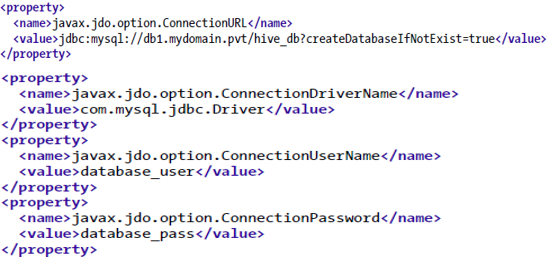 <property>
<name>javax.jdo.option.ConnectionURL</name>
<value>jdbc:mysql://db1.mydomain.pvt/hive_db?createDatabaseIfNotExist=true</value>
</property>
<property>
<name>javax.jdo.option.ConnectionDriverName</name>
<value>com.mysql.jdbc.Driver</value>
</property>
<property>
<name>javax.jdo.option.ConnectionUserName</name>
<value>database_user</value>
</property>
<property>
<name>javax.jdo.option.ConnectionPassword</name>
<value>database_pass</value>
</property>